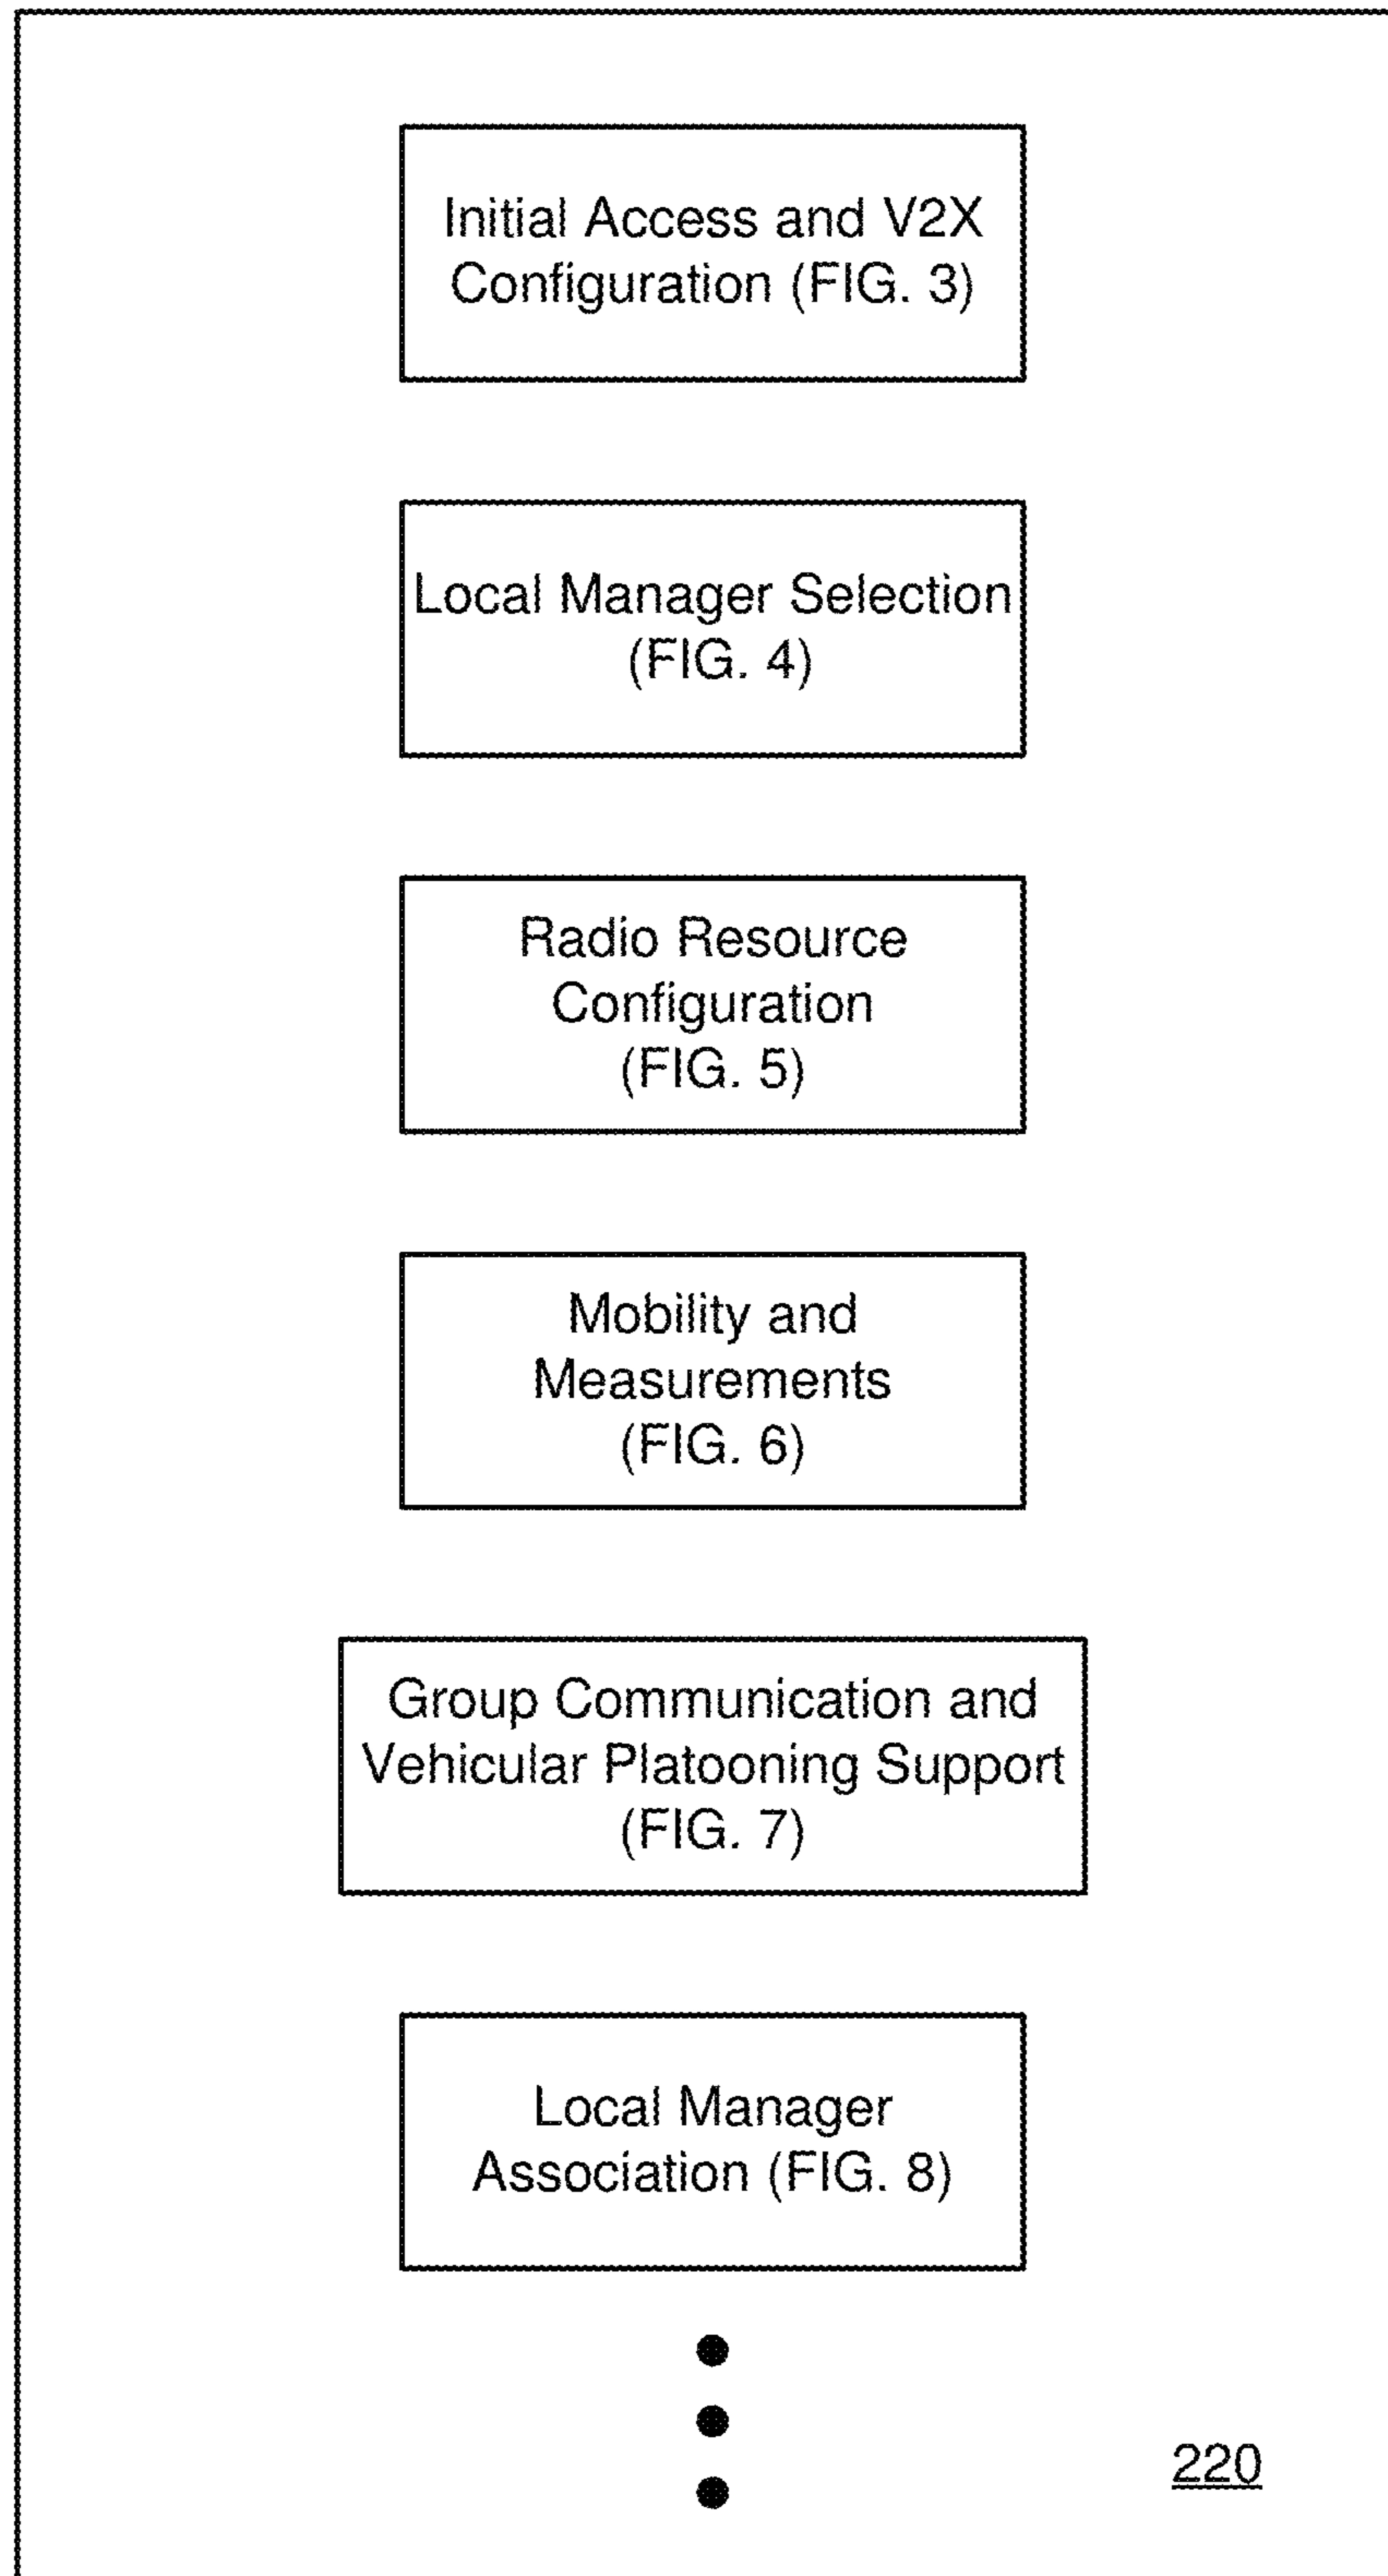 Initial Access and V2X
Configuration (FIG. 3)
Local Manager Selection
(FIG. 4)
Radio Resource
Configuration
(FIG. 5)
Mobility and
Measurements
(FIG. 6)
Group Communication and
Vehicular Platooning Support
(FIG. 7)
Local Manager
Association (FIG. 8)
220